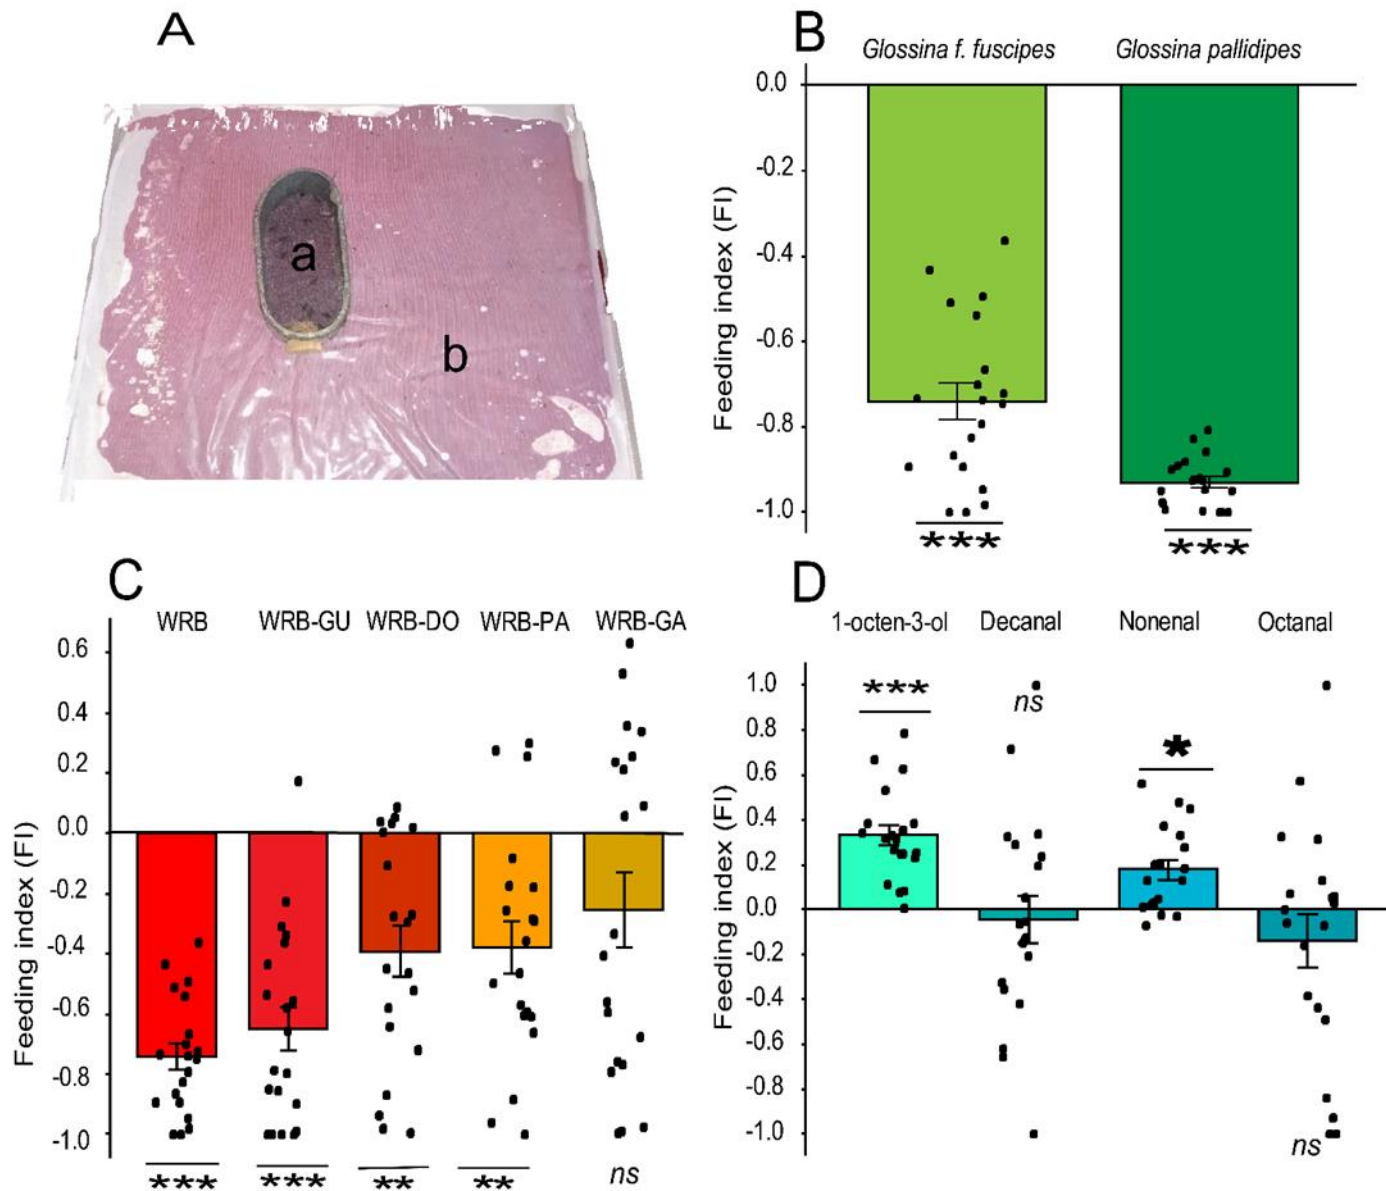 A
a
b
B
Glossina f. fuscipes Glossina pallidipes
Feeding index (FI)
0.0
-0.2
-0.4
-0.6
-0.8
-1.0
*** ***
C
WRB WRB-GU WRB-DO WRB-PA WRB-GA
Feeding index (FI)
0.6
0.4
0.2
0.0
-0.2
-0.4
-0.6
-0.8
-1.0
*** *** ** ** ns
D
1-octen-3-ol Decanal Nonenal Octanal
Feeding index (FI)
1.0
0.8
0.6
0.4
0.2
0.0
-0.2
-0.4
-0.6
-0.8
-1.0
*** ns * ns